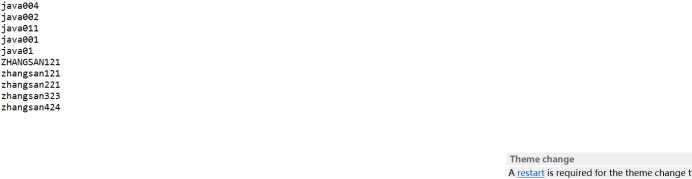 java004
java002
java011
java001
java01
ZHANGSAN121
zhangsan121
zhangsan221
zhangsan323
zhangsan424
Theme change
A restart is required for the theme change t